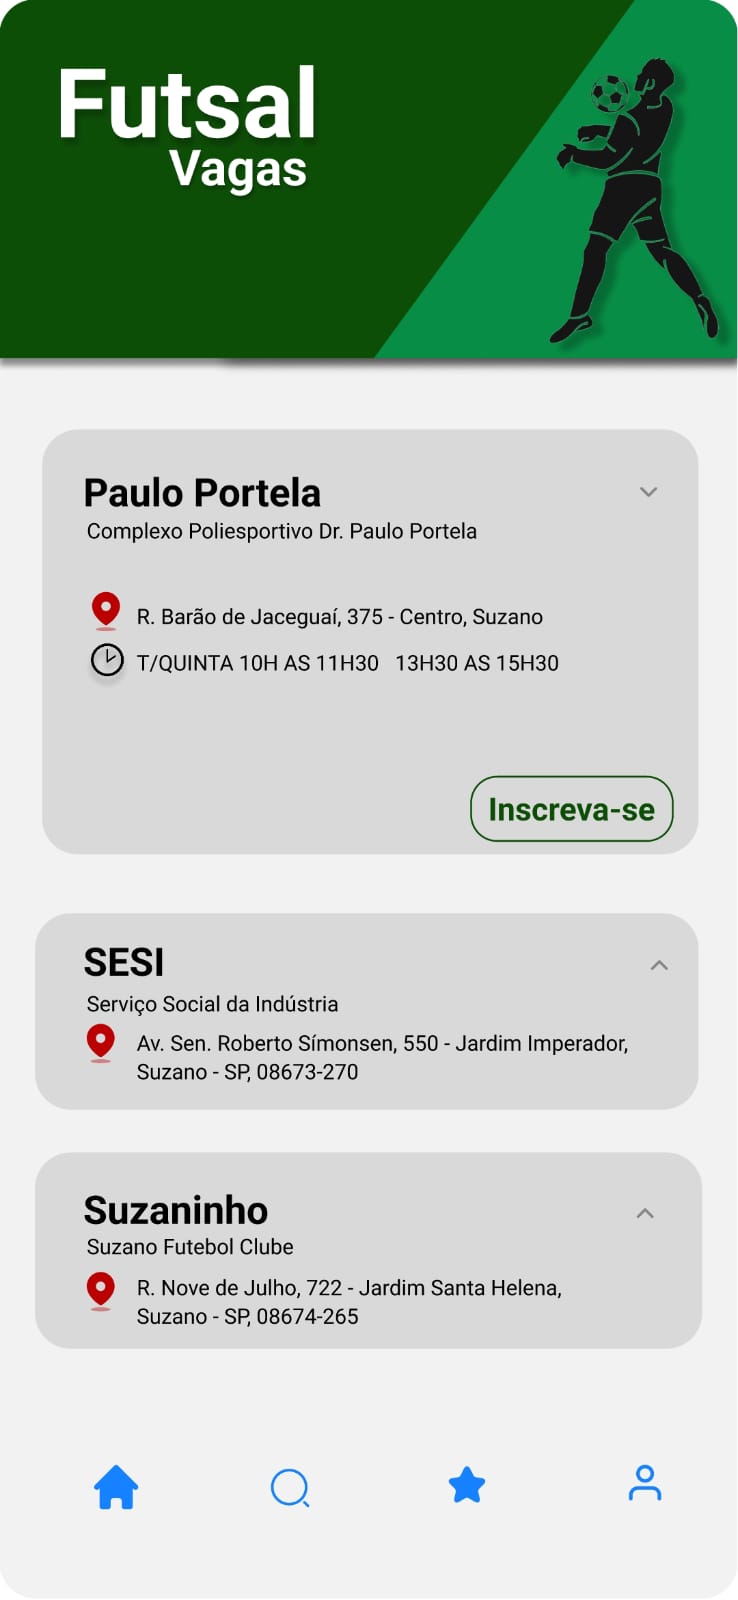 Futsal
Vagas
Paulo Portela
Complexo Poliesportivo Dr. Paulo Portela
R. Barão de Jaceguaí, 375 - Centro, Suzano
T/QUINTA 10H AS 11H30 13H30 AS 15H30
Inscreva-se
SESI
Serviço Social da Indústria
Av. Sen. Roberto Símonsen, 550 - Jardim Imperador,
Suzano - SP, 08673-270
Suzaninho
Suzano Futebol Clube
R. Nove de Julho, 722 - Jardim Santa Helena,
Suzano - SP, 08674-265